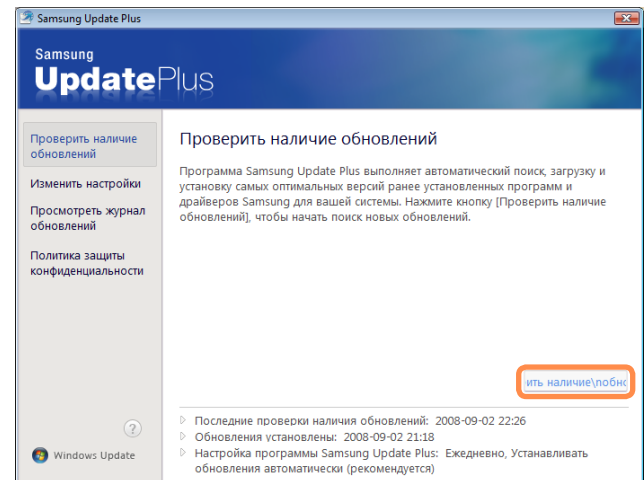 Samsung Update Plus
Samsung
UpdatePlus
Проверить наличие
обновлений
Изменить настройки
Просмотреть журнал
обновлений
Политика защиты
конфиденциальности
?
Windows Update
Проверить наличие обновлений
Программа Samsung Update Plus выполняет автоматический поиск, загрузку и
установку самых оптимальных версий ранее установленных программ и
драйверов Samsung для вашей системы. Нажмите кнопку [Проверить наличие
обновлений], чтобы начать поиск новых обновлений.
ить наличие\nобно
Последние проверки наличия обновлений: 2008-09-02 22:26
Обновления установлены: 2008-09-02 21:18
Настройка программы Samsung Update Plus: Ежедневно, Устанавливать
обновления автоматически (рекомендуется)